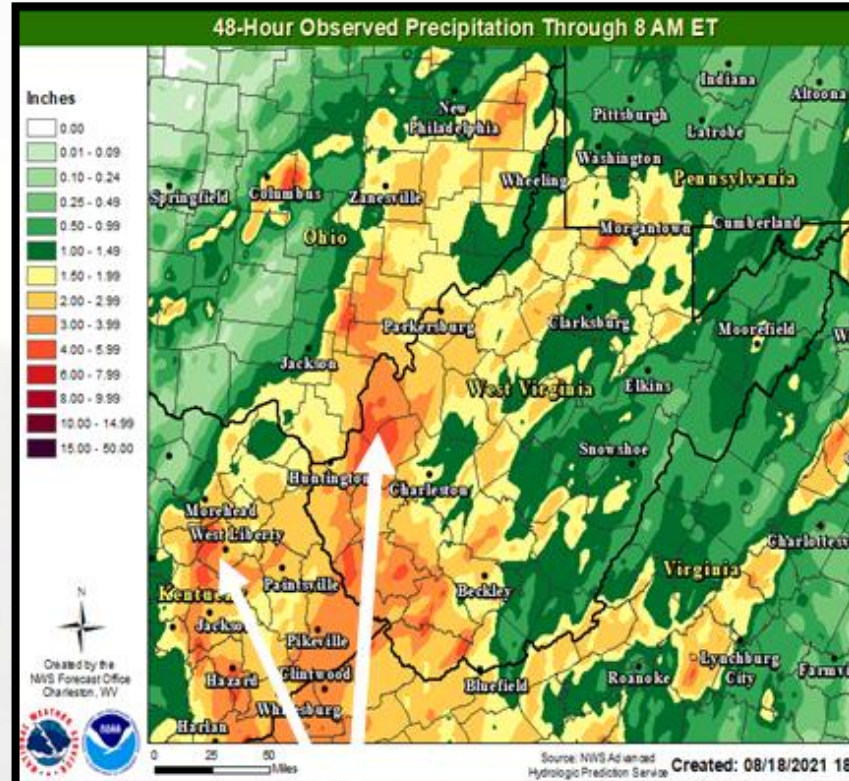 48-Hour Observed Precipitation Through 8 AM ET
Inches
0.00
0.01 - 0.09
0.10 - 0.24
0.25 - 0.49
0.50 - 0.99
1.00 - 1.49
1.50 - 1.99
2.00 - 2.99
3.00 - 3.99
4.00 - 5.99
6.00 - 7.99
8.00 - 9.99
10.00 - 14.99
15.00 - 50.00
Indiana
Altoona
New
Philadelphia
Pittsburgh
Latrobe
Washington
Springfield
Columbus
Zanesville
Wheeling
Pennsylvania
Ohio
Morgantown
Cumberland
Parkersburg
Clarksburg
Moorefield
Jackson
West Virginia
Elkins
Snowshoe
Huntington
Charleston
Morehead
West Liberty
Charlottesv
Virginia
Paintsville
Beckley
Jackson
Pikeville
Lynchburg
City
Hazard
Clintwood
Bluefield
Roanoke
Farmvi
Harlan
N
Created by the
NWS Forecast Office
Charleston, WV
NATIONAL WEATHER SERVICE
NOAA
0 25 50
Miles
Source: NWS Advanced
Hydrologic Prediction Service
Created: 08/18/2021 18